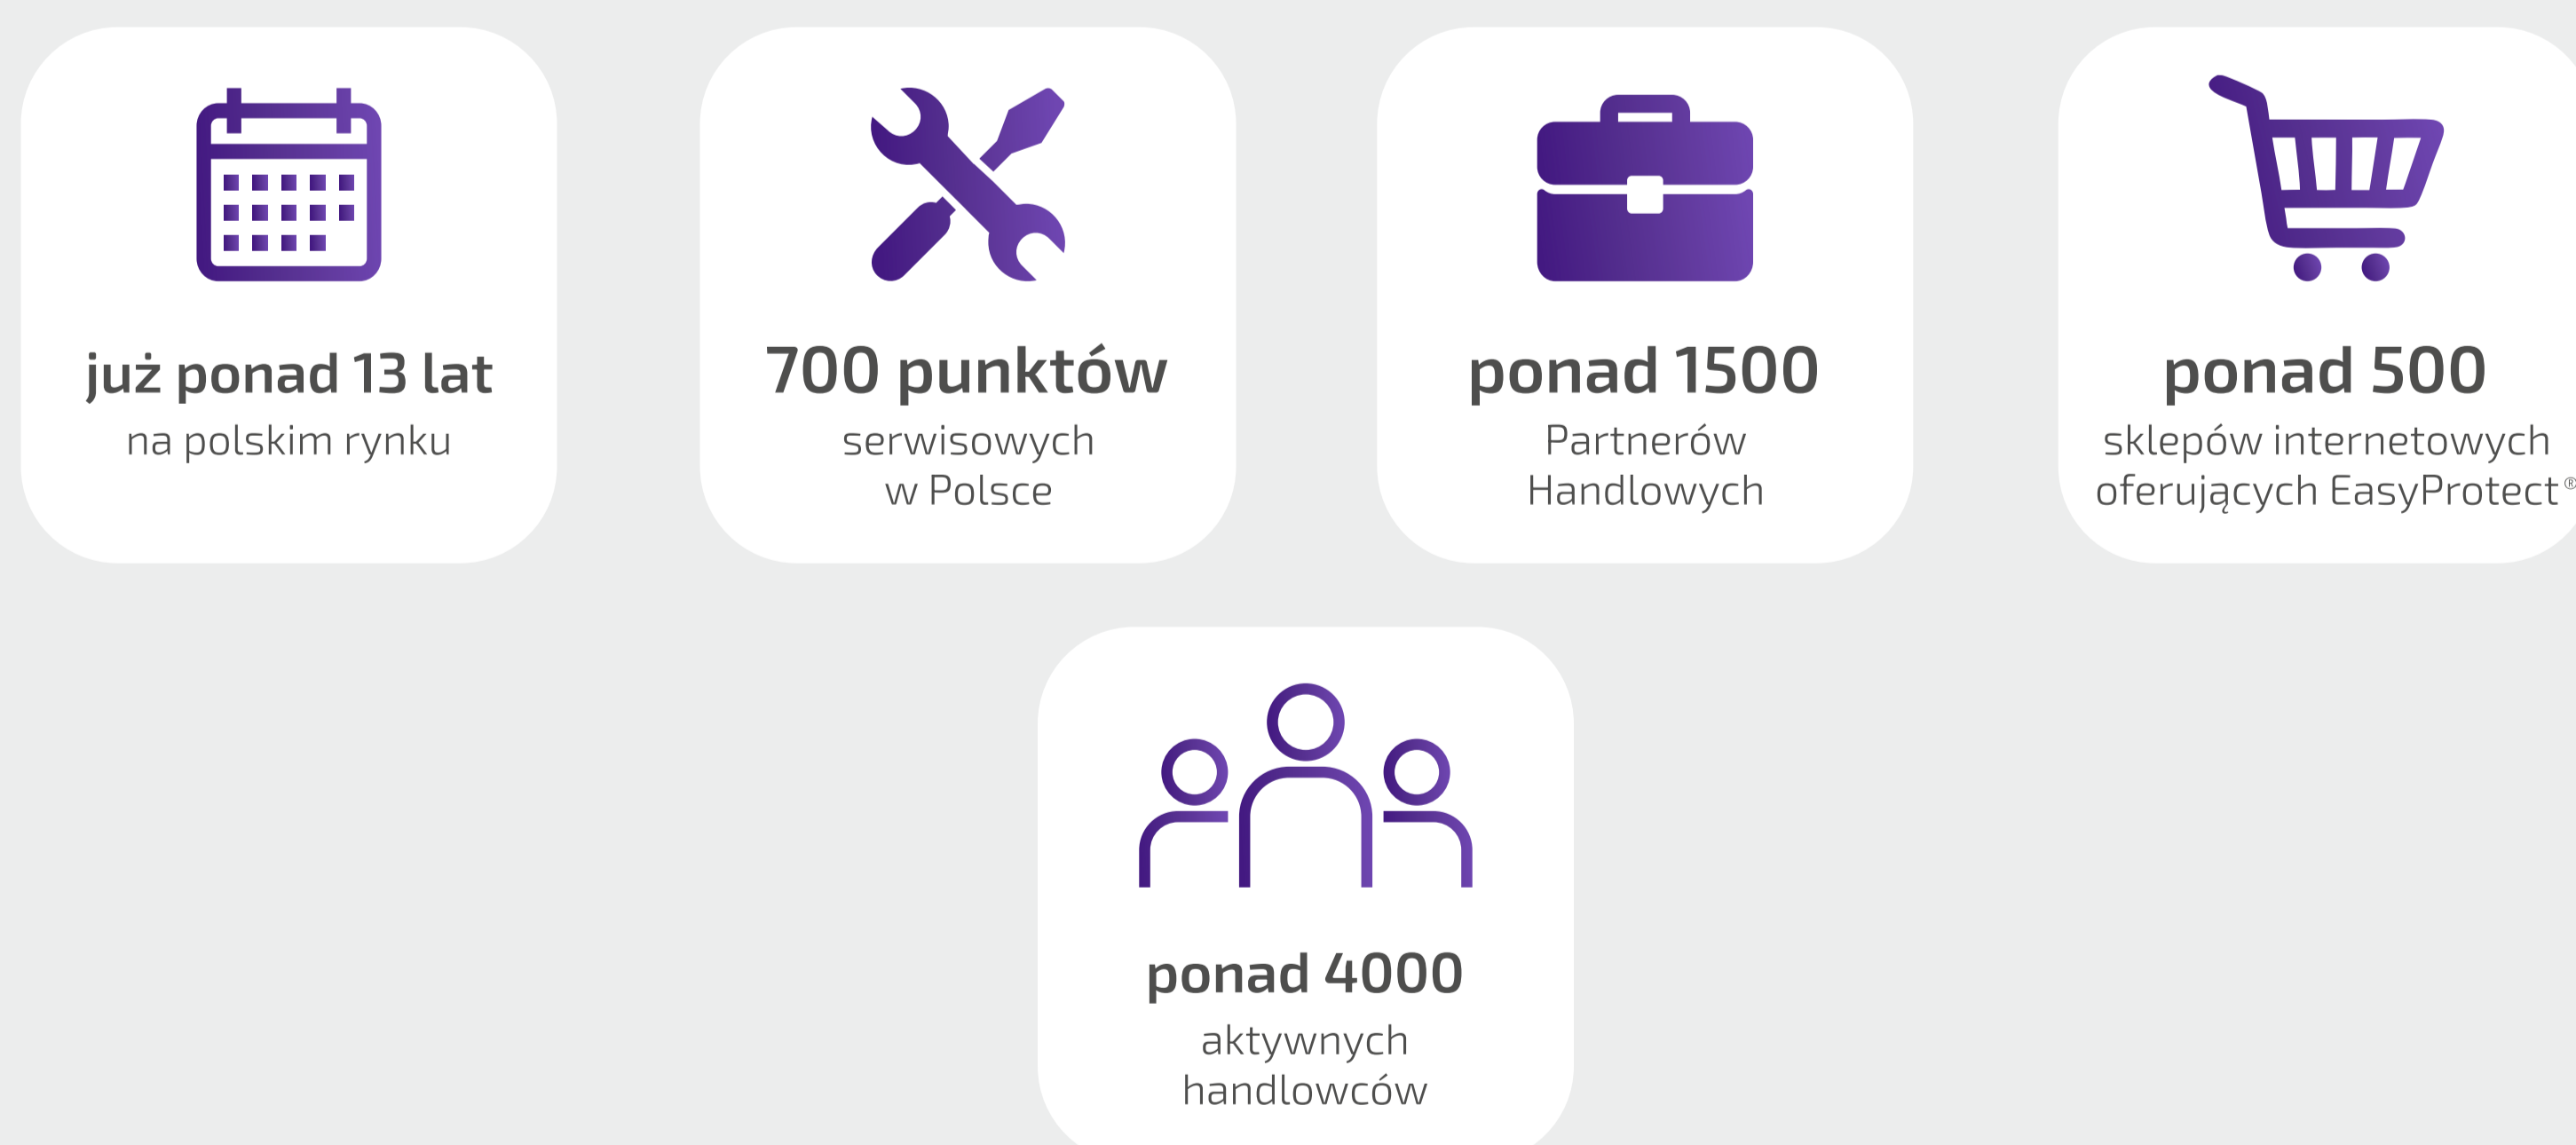 już ponad 13 lat
na polskim rynku
700 punktów
serwisowych
w Polsce
ponad 1500
Partnerów
Handlowych
ponad 500
sklepów internetowych
oferujących EasyProtect®
ponad 4000
aktywnych
handlowców